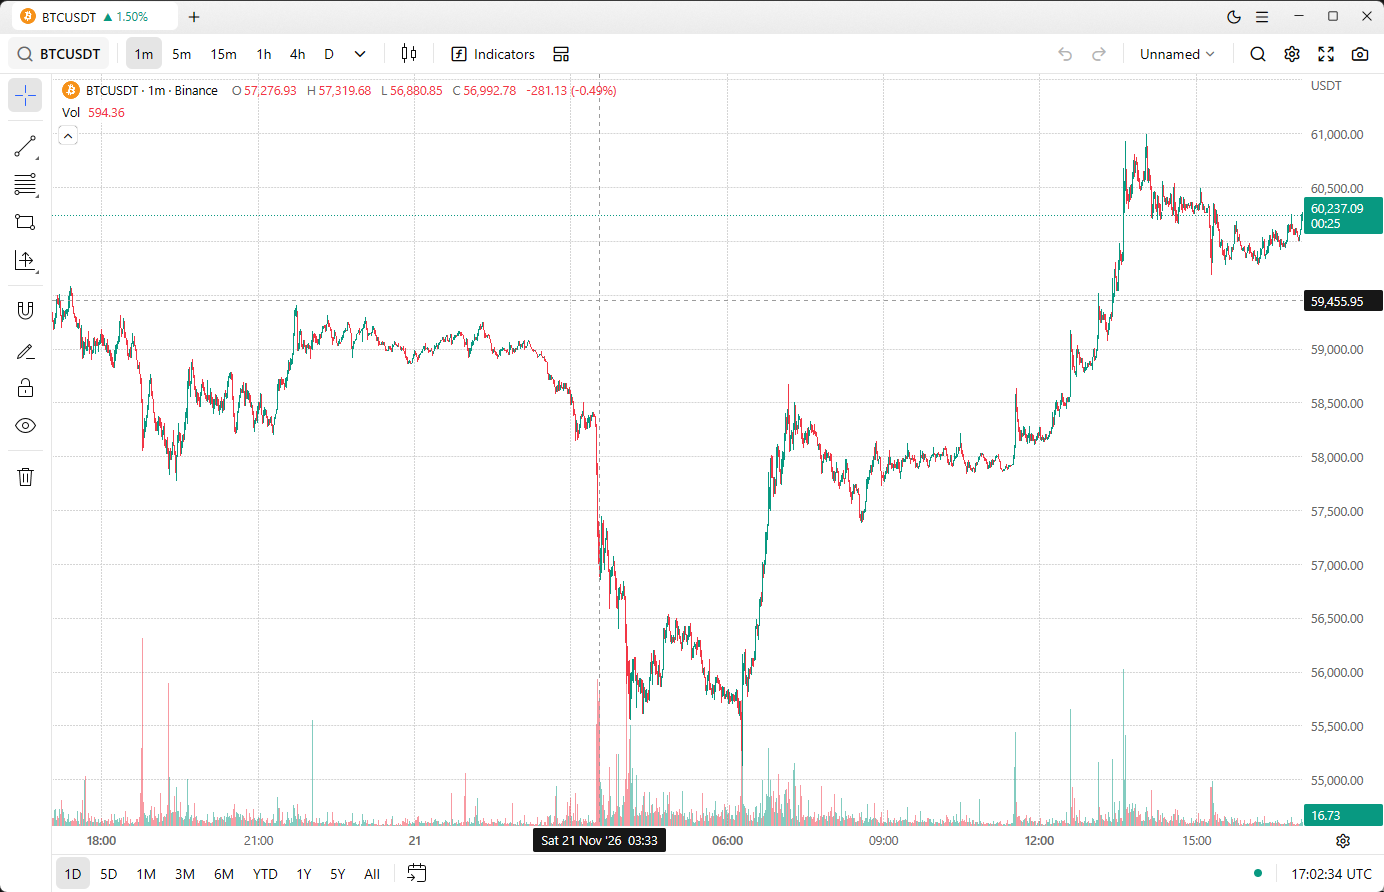 BTCUSDT ▲ 1.50%
BTCUSDT 1m 5m 15m 1h 4h D Indicators Unnamed
BTCUSDT · 1m · Binance O 57,276.93 H 57,319.68 L 56,880.85 C 56,992.78 -281.13 (-0.49%)
Vol 594.36
USDT
61,000.00
60,500.00
60,237.09
00:25
59,455.95
59,000.00
58,500.00
58,000.00
57,500.00
57,000.00
56,500.00
56,000.00
55,500.00
55,000.00
16.73
18:00 21:00 21 Sat 21 Nov '26 03:33 06:00 09:00 12:00 15:00
1D 5D 1M 3M 6M YTD 1Y 5Y All 17:02:34 UTC